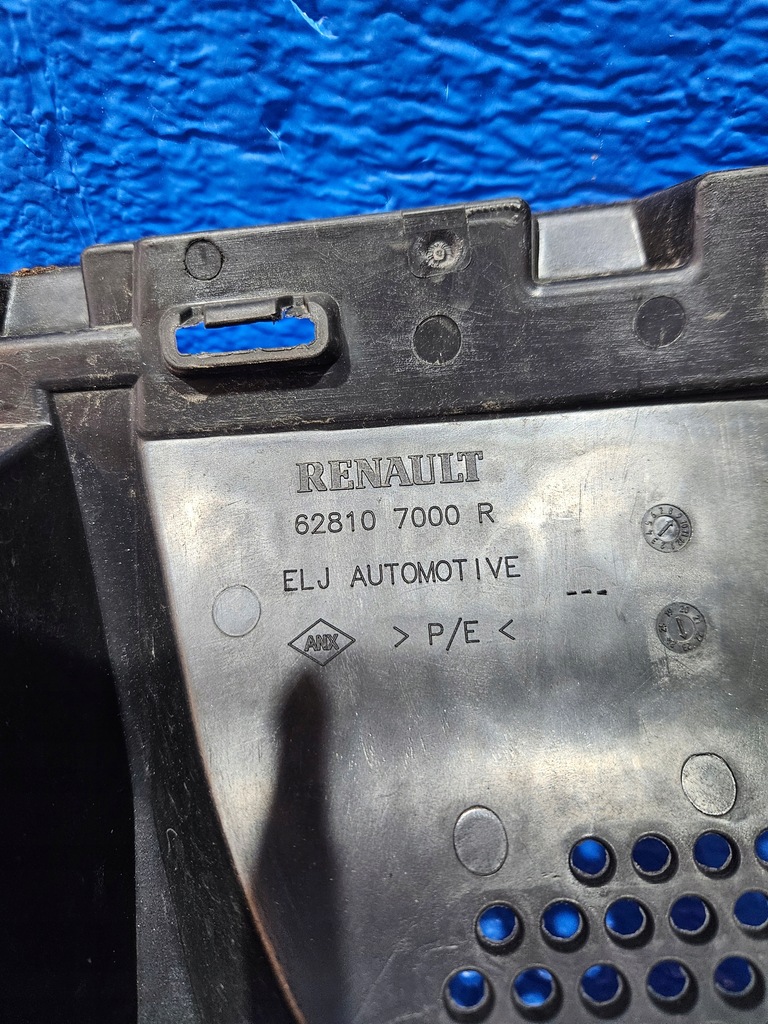 RENAULT
62810 7000 R
ELJ AUTOMOTIVE
---
ANX
> P/E <